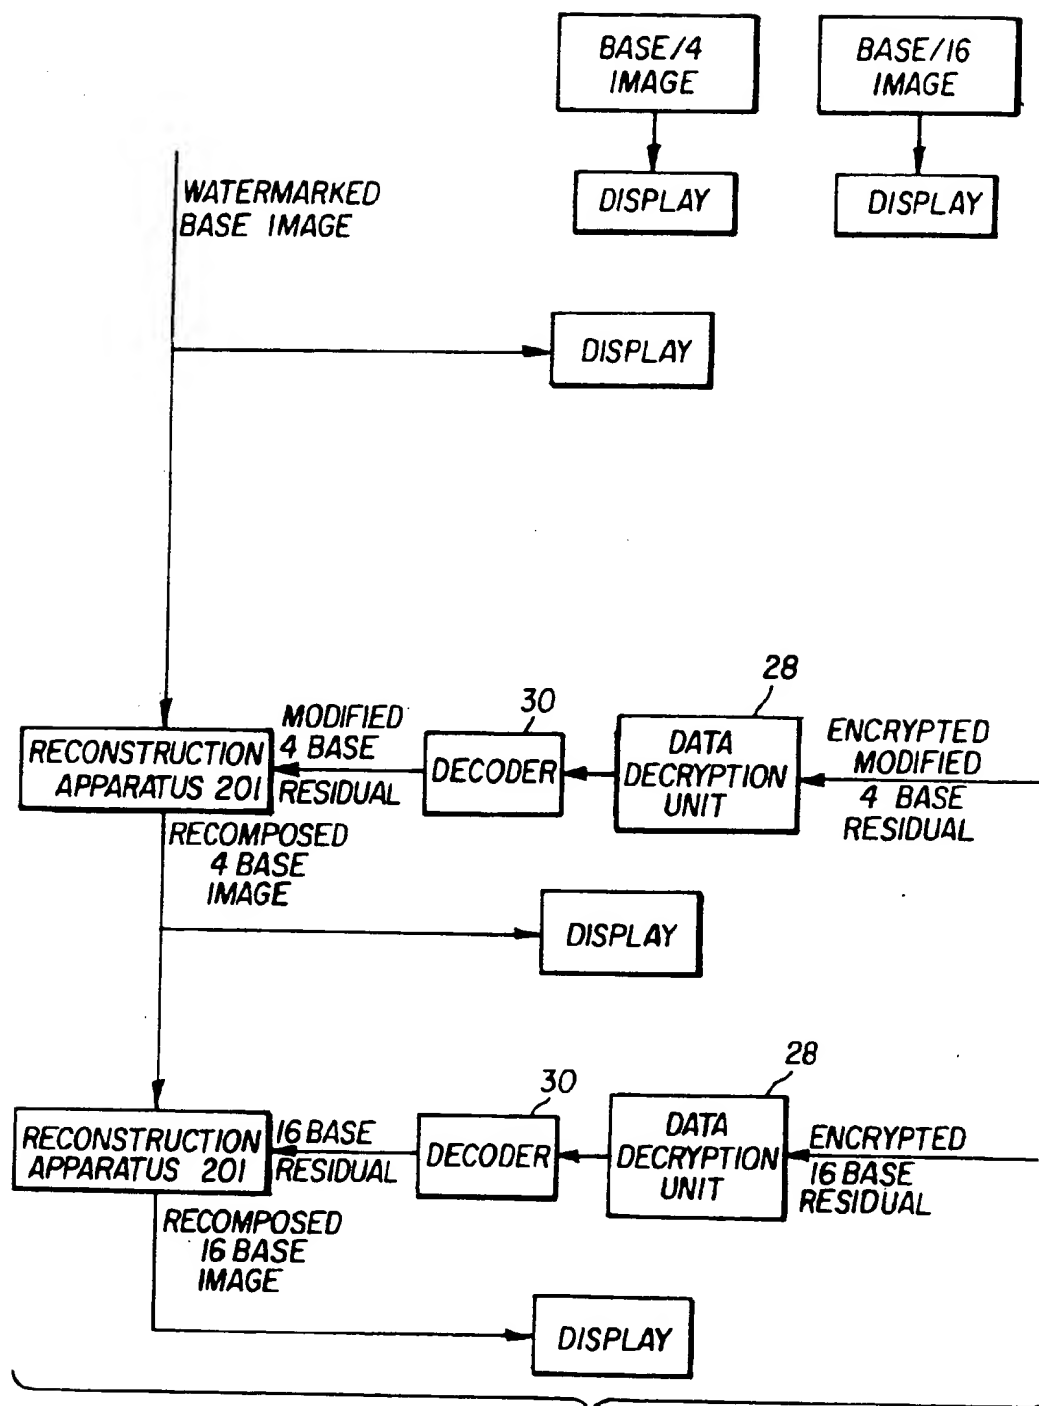 BASE/4
IMAGE
BASE/16
IMAGE
DISPLAY
DISPLAY
WATERMARKED
BASE IMAGE
DISPLAY
28
30
MODIFIED
4 BASE
RESIDUAL
RECONSTRUCTION
APPARATUS 201
DECODER
DATA
DECRYPTION
UNIT
ENCRYPTED
MODIFIED
4 BASE
RESIDUAL
RECOMPOSED
4 BASE
IMAGE
DISPLAY
28
30
RECONSTRUCTION
APPARATUS 201
16 BASE
RESIDUAL
DECODER
DATA
DECRYPTION
UNIT
ENCRYPTED
16 BASE
RESIDUAL
RECOMPOSED
16 BASE
IMAGE
DISPLAY